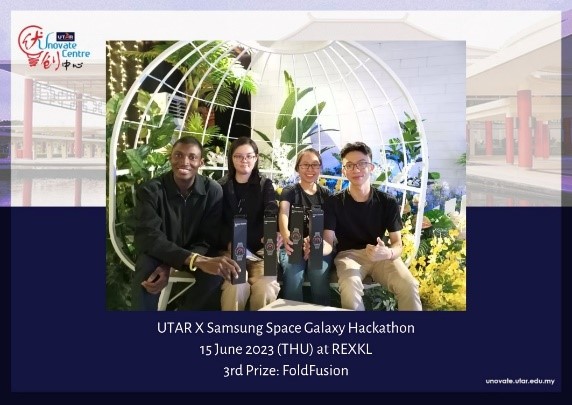 伏
创中心
UTAR
Unovate
Centre
UTAR X Samsung Space Galaxy Hackathon
15 June 2023 (THU) at REXKL
3rd Prize: FoldFusion
unovate.utar.edu.my